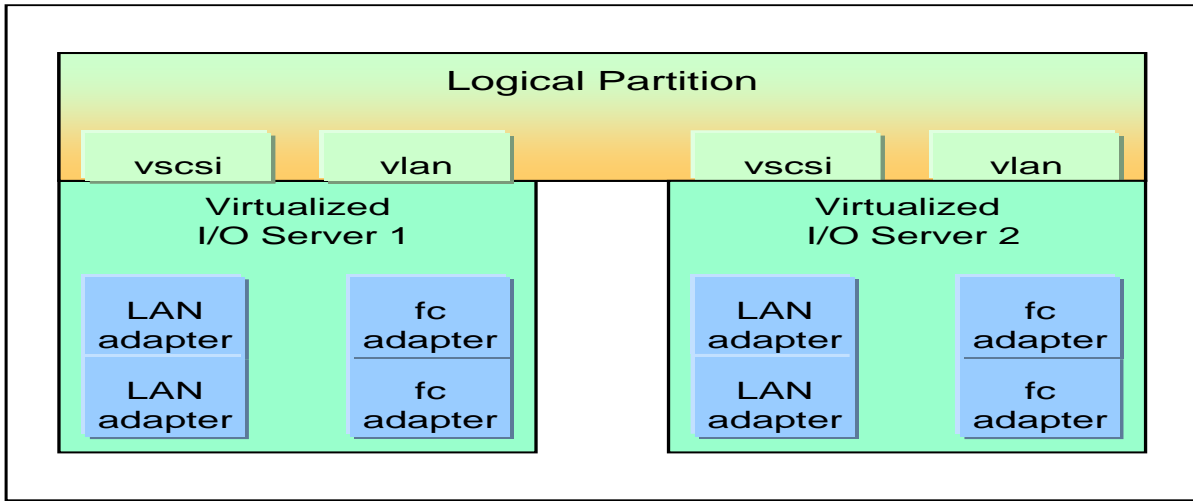 Logical Partition
vscsi
vlan
vscsi
vlan
Virtualized
I/O Server 1
LAN
adapter
fc
adapter
LAN
adapter
fc
adapter
Virtualized
I/O Server 2
LAN
adapter
fc
adapter
LAN
adapter
fc
adapter